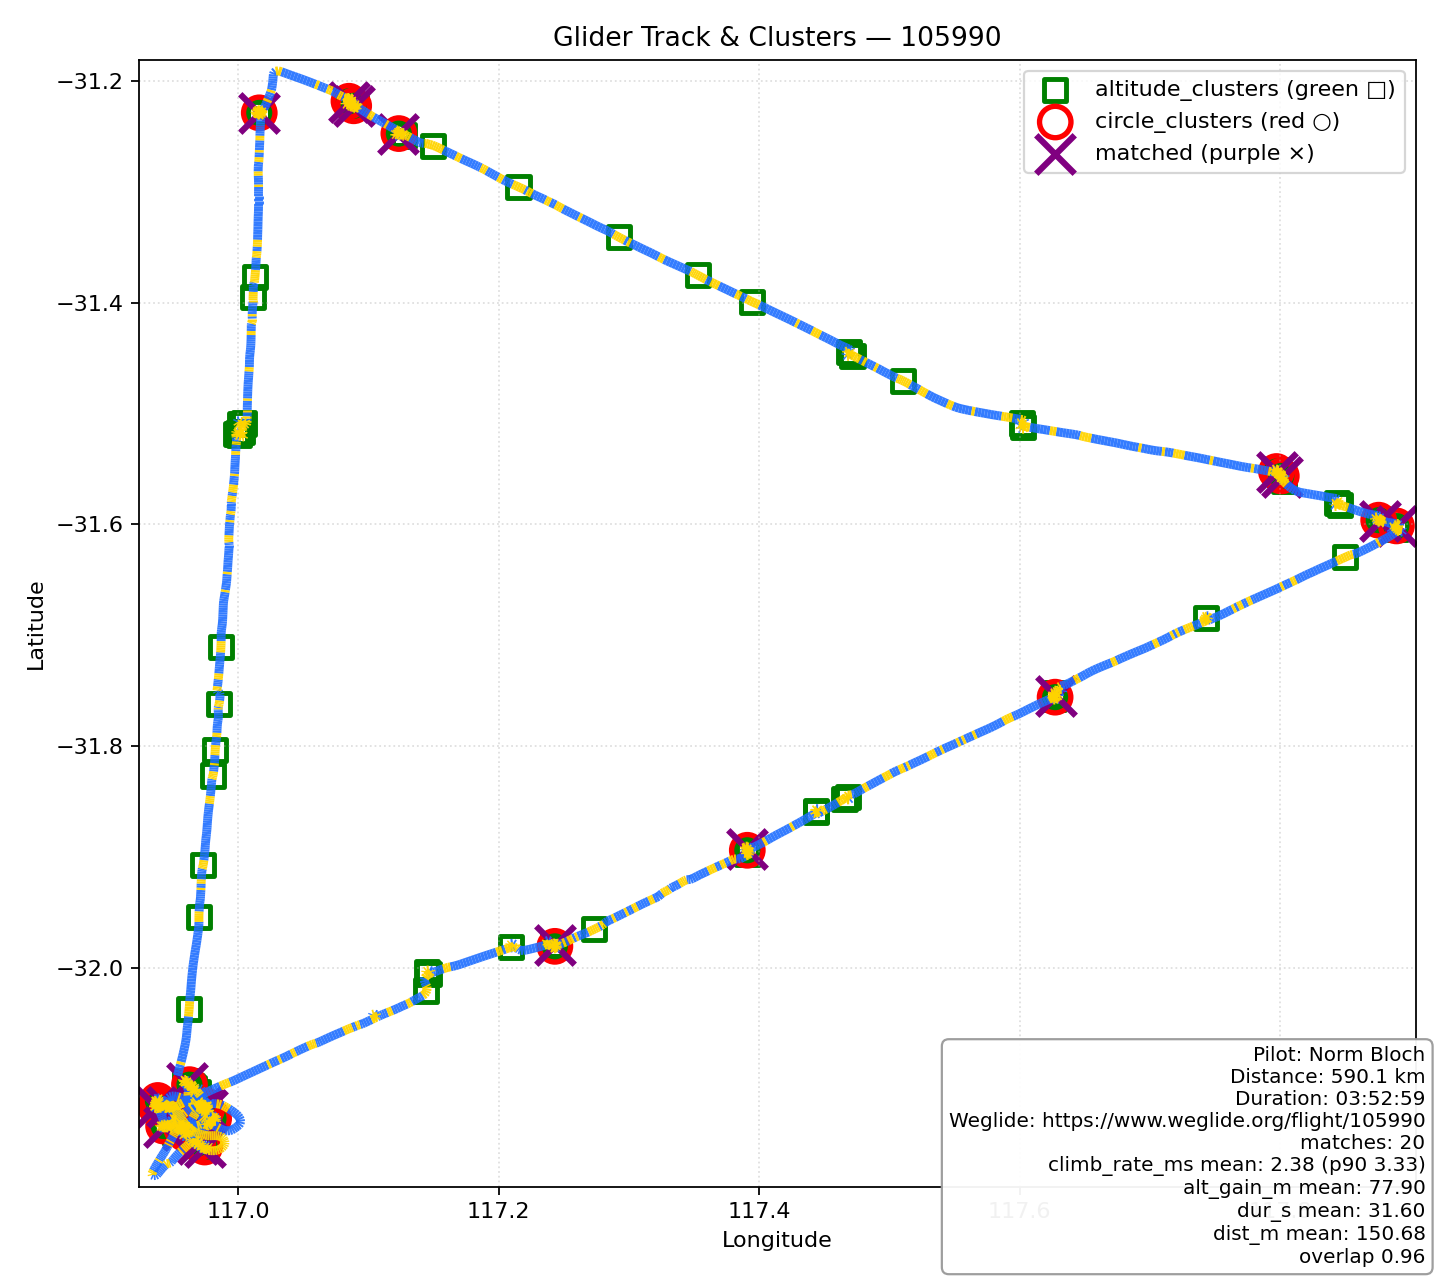 Glider Track & Clusters — 105990
altitude_clusters (green □)
circle_clusters (red ○)
matched (purple ×)
−31.2
−31.4
−31.6
−31.8
−32.0
Latitude
117.0
117.2
117.4
117.6
Longitude
Pilot: Norm Bloch
Distance: 590.1 km
Duration: 03:52:59
Weglide: https://www.weglide.org/flight/105990
matches: 20
climb_rate_ms mean: 2.38 (p90 3.33)
alt_gain_m mean: 77.90
dur_s mean: 31.60
dist_m mean: 150.68
overlap 0.96